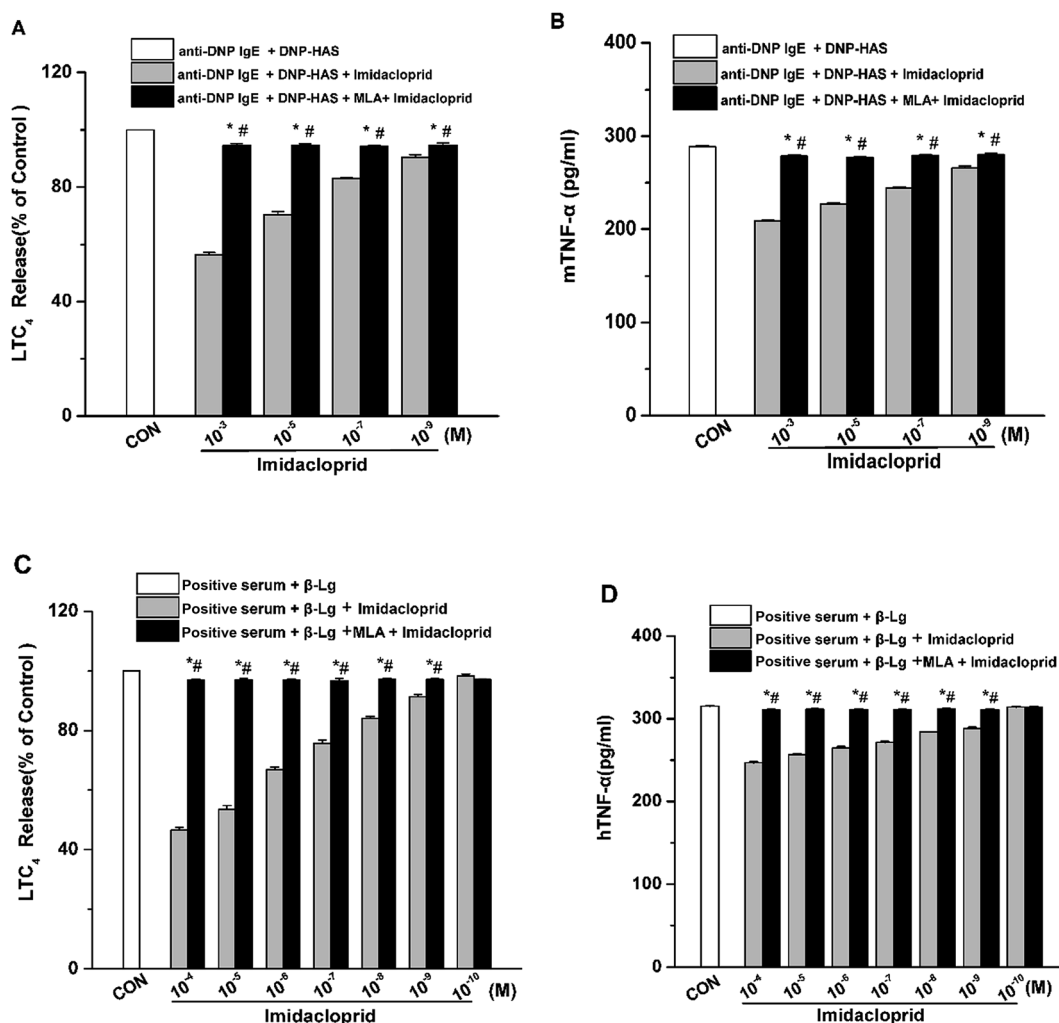 A
anti-DNP IgE + DNP-HAS
anti-DNP IgE + DNP-HAS + Imidacloprid
anti-DNP IgE + DNP-HAS + MLA+ Imidacloprid
LTC₄ Release(% of Control )
120
80
40
0
*# *# *# *#
CON 10⁻³ 10⁻⁵ 10⁻⁷ 10⁻⁹ (M)
Imidacloprid
B
anti-DNP IgE + DNP-HAS
anti-DNP IgE + DNP-HAS + Imidacloprid
anti-DNP IgE + DNP-HAS + MLA+ Imidacloprid
mTNF-α (pg/ml)
300
200
100
0
*# *# *# *#
CON 10⁻³ 10⁻⁵ 10⁻⁷ 10⁻⁹ (M)
Imidacloprid
C
Positive serum + β-Lg
Positive serum + β-Lg + Imidacloprid
Positive serum + β-Lg +MLA + Imidacloprid
LTC₄ Release(% of Control)
120
80
40
0
*# *# *# *# *# *#
CON 10⁻⁴ 10⁻⁵ 10⁻⁶ 10⁻⁷ 10⁻⁸ 10⁻⁹ 10⁻¹⁰ (M)
Imidacloprid
D
Positive serum + β-Lg
Positive serum + β-Lg + Imidacloprid
Positive serum + β-Lg +MLA + Imidacloprid
hTNF-α(pg/ml)
400
300
200
100
0
*# *# *# *# *# *#
CON 10⁻⁴ 10⁻⁵ 10⁻⁶ 10⁻⁷ 10⁻⁸ 10⁻⁹ 10⁻¹⁰ (M)
Imidacloprid